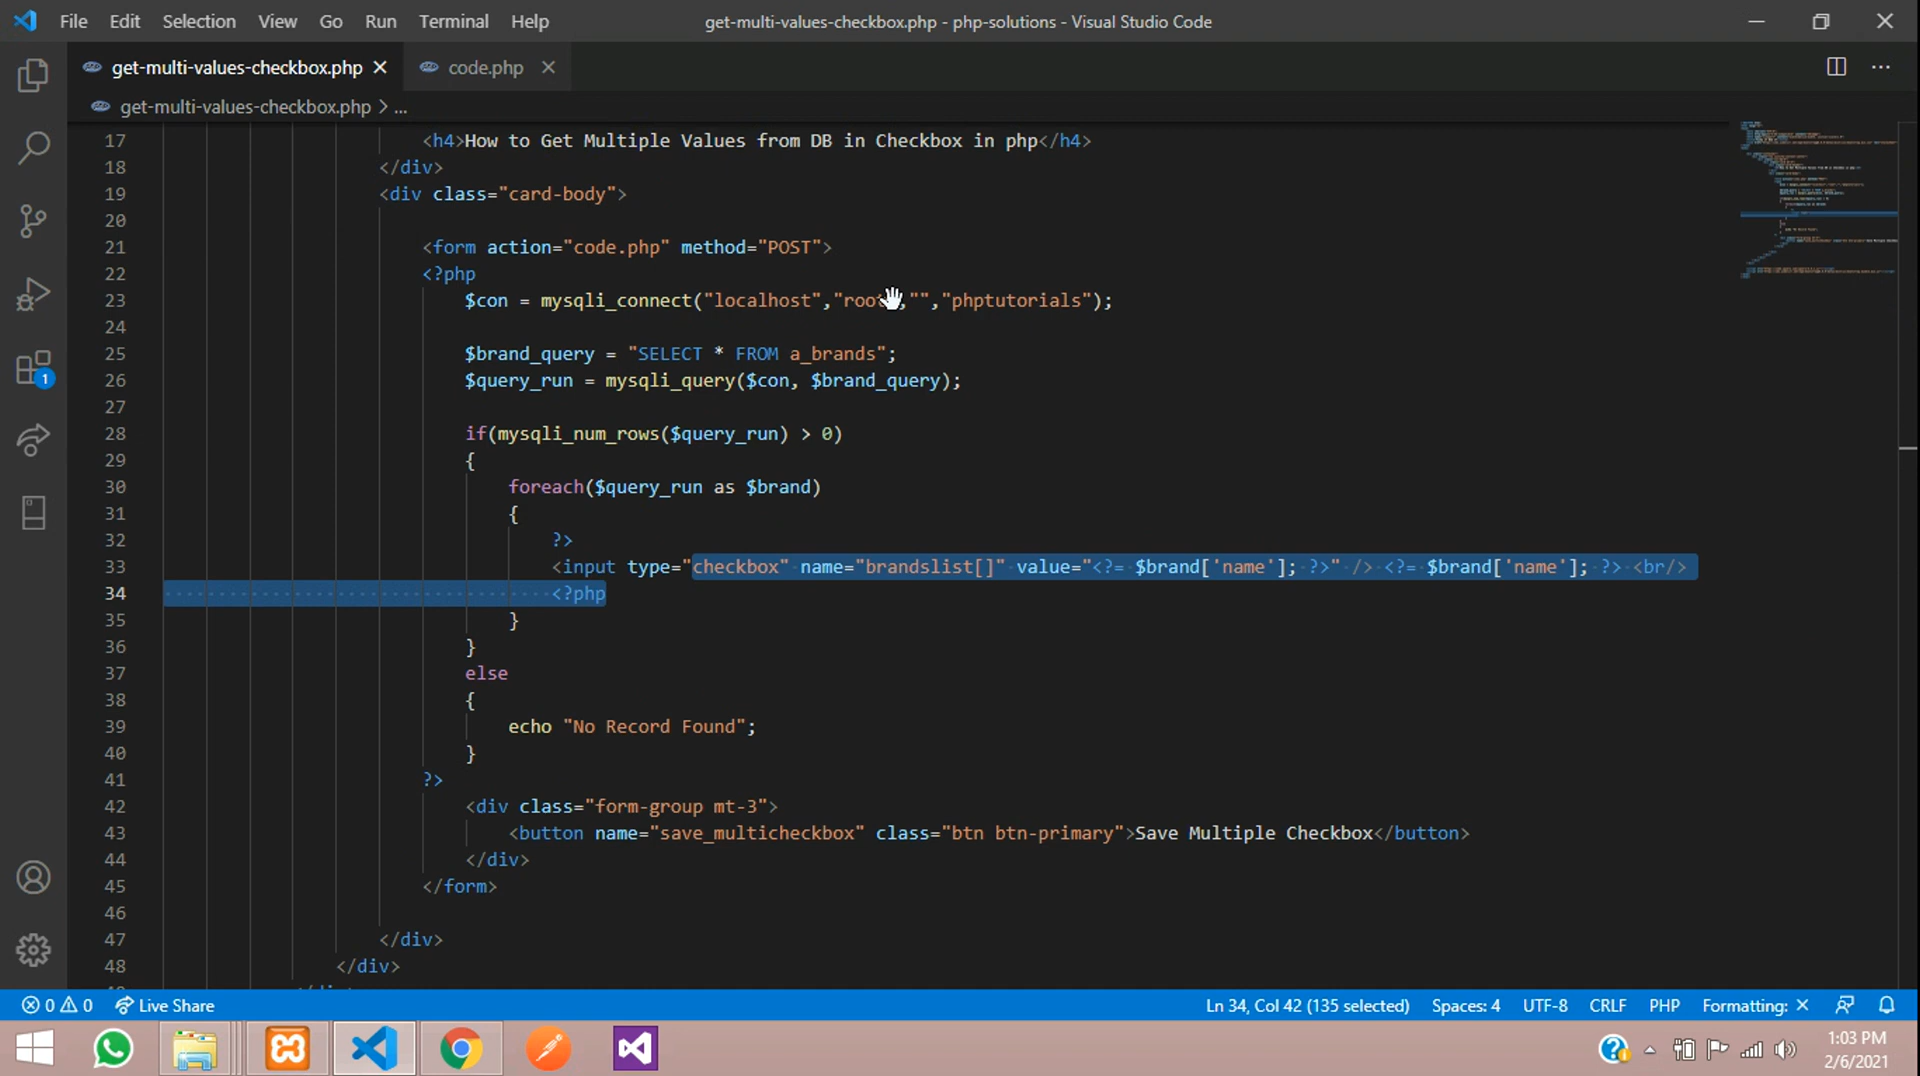 File Edit Selection View Go Run Terminal Help get-multi-values-checkbox.php - php-solutions - Visual Studio Code
get-multi-values-checkbox.php code.php
get-multi-values-checkbox.php > ...
17 <h4>How to Get Multiple Values from DB in Checkbox in php</h4>
18 </div>
19 <div class="card-body">
20
21 <form action="code.php" method="POST">
22 <?php
23 $con = mysqli_connect("localhost","root","","phptutorials");
24
25 $brand_query = "SELECT * FROM a_brands";
26 $query_run = mysqli_query($con, $brand_query);
27
28 if(mysqli_num_rows($query_run) > 0)
29 {
30 foreach($query_run as $brand)
31 {
32 ?>
33 <input type="checkbox" name="brandslist[]" value="<?= $brand['name']; ?>" /> <?= $brand['name']; ?> <br/>
34 <?php
35 }
36 }
37 else
38 {
39 echo "No Record Found";
40 }
41 ?>
42 <div class="form-group mt-3">
43 <button name="save_multicheckbox" class="btn btn-primary">Save Multiple Checkbox</button>
44 </div>
45 </form>
46
47 </div>
48 </div>
1
0 0 Live Share Ln 34, Col 42 (135 selected) Spaces: 4 UTF-8 CRLF PHP Formatting: ×
1:03 PM
2/6/2021